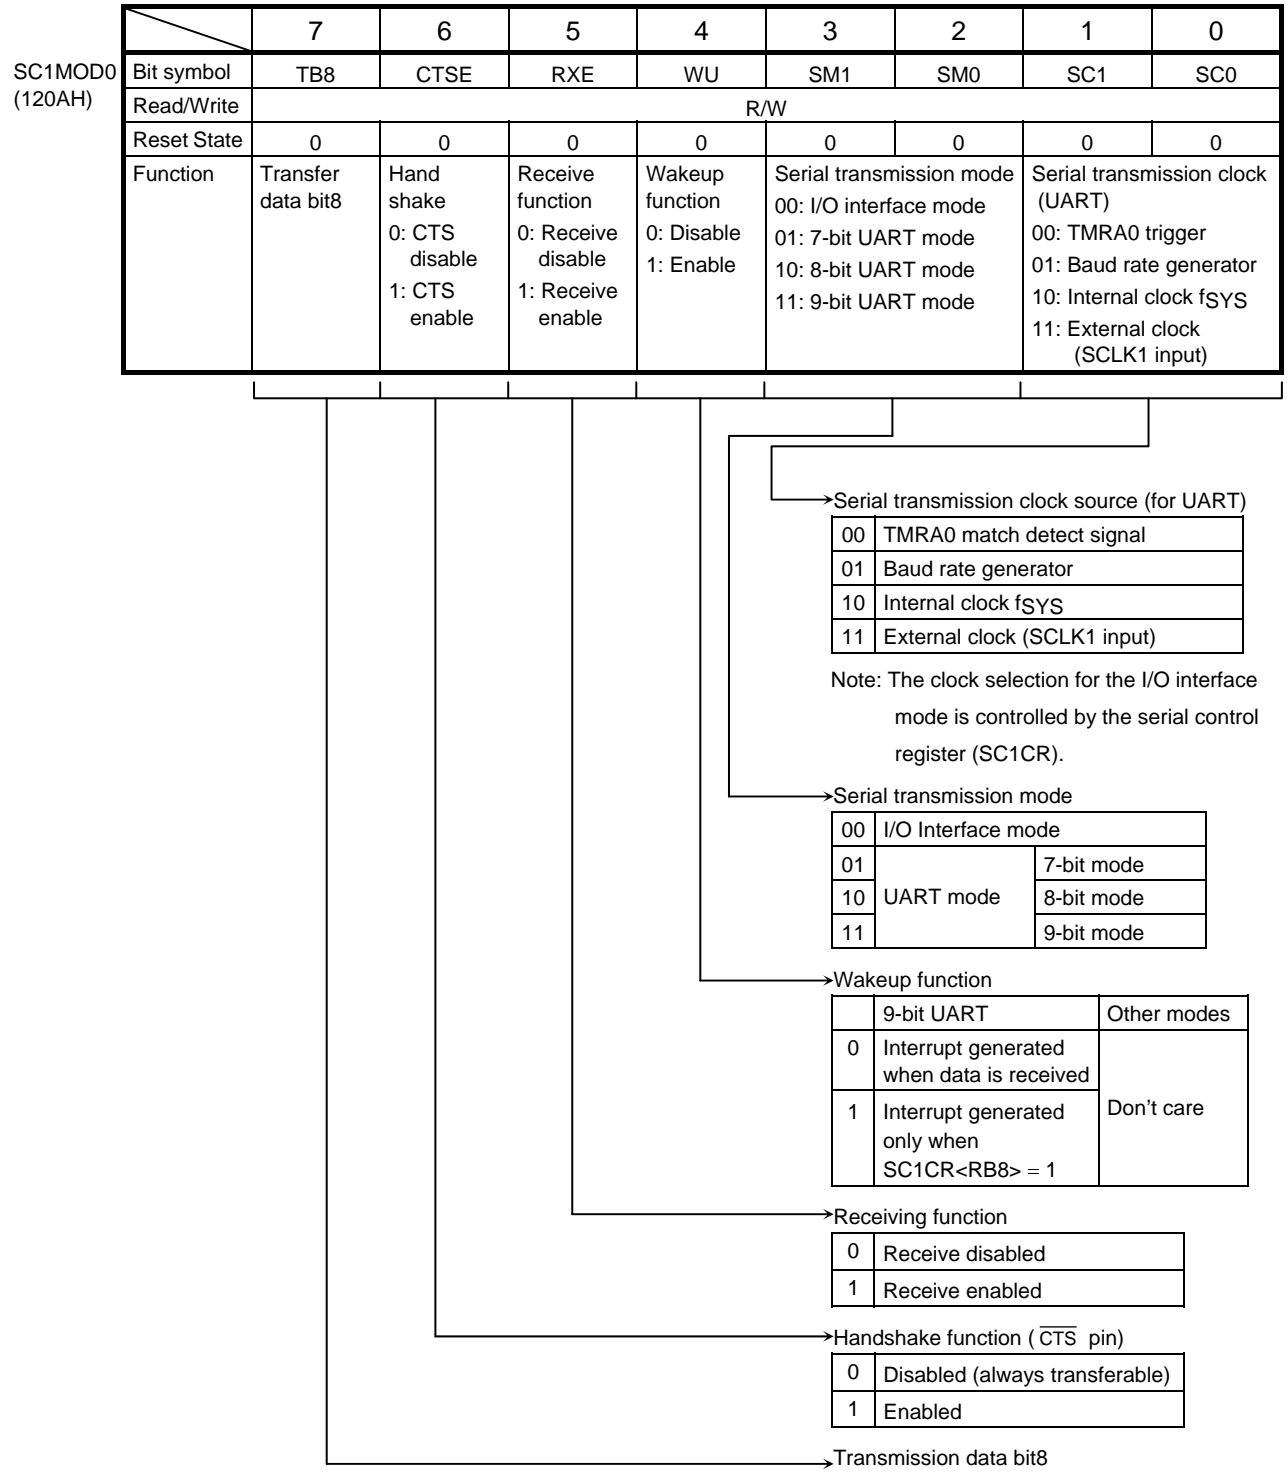 7 6 5 4 3 2 1 0
SC1MOD0 Bit symbol TB8 CTSE RXE WU SM1 SM0 SC1 SC0
(120AH) Read/Write R/W
Reset State 0 0 0 0 0 0 0 0
Function
Transfer
data bit8
Hand
shake
0: CTS
disable
1: CTS
enable
Receive
function
0: Receive
disable
1: Receive
enable
Wakeup
function
0: Disable
1: Enable
Serial transmission mode
00: I/O interface mode
01: 7-bit UART mode
10: 8-bit UART mode
11: 9-bit UART mode
Serial transmission clock
(UART)
00: TMRA0 trigger
01: Baud rate generator
10: Internal clock fSYS
11: External clock
(SCLK1 input)
Serial transmission clock source (for UART)
00 TMRA0 match detect signal
01 Baud rate generator
10 Internal clock fSYS
11 External clock (SCLK1 input)
Note: The clock selection for the I/O interface
mode is controlled by the serial control
register (SC1CR).
Serial transmission mode
00 I/O Interface mode
01 7-bit mode
10 UART mode 8-bit mode
11 9-bit mode
Wakeup function
9-bit UART Other modes
0 Interrupt generated
when data is received
1 Interrupt generated Don't care
only when
SC1CR<RB8> = 1
Receiving function
0 Receive disabled
1 Receive enabled
Handshake function ( C̅T̅S̅ pin)
0 Disabled (always transferable)
1 Enabled
Transmission data bit8